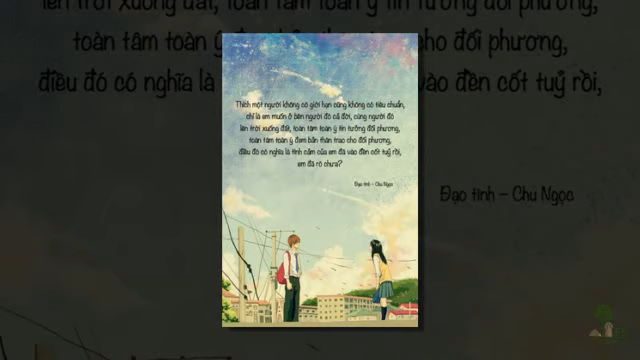 lên trời xuống đất, toàn tâm toàn ý tin tưởng đối phương,
toàn tâm toàn ý đem bản thân trao cho đối phương,
điều đó có nghĩa là
vào đến cốt tuỷ rồi,
Thích một người không có giới hạn cũng không có tiêu chuẩn,
chỉ là em muốn ở bên người đó cả đời, cùng người đó
lên trời xuống đất, toàn tâm toàn ý tin tưởng đối phương,
toàn tâm toàn ý đem bản thân trao cho đối phương,
điều đó có nghĩa là tình cảm của em đã vào đến cốt tuỷ rồi,
em đã rõ chưa?
Đạo tình – Chu Ngọc
Đạo tình – Chu Ngọc